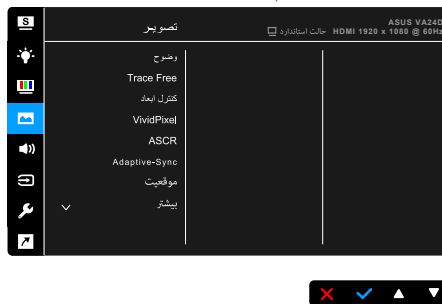 S
تصویر
ASUS VA24D
حالت استاندارد HDMI 1920 x 1080 @ 60Hz
وضوح
Trace Free
کنترل ابعاد
VividPixel
ASCR
Adaptive-Sync
موقعیت
بیشتر